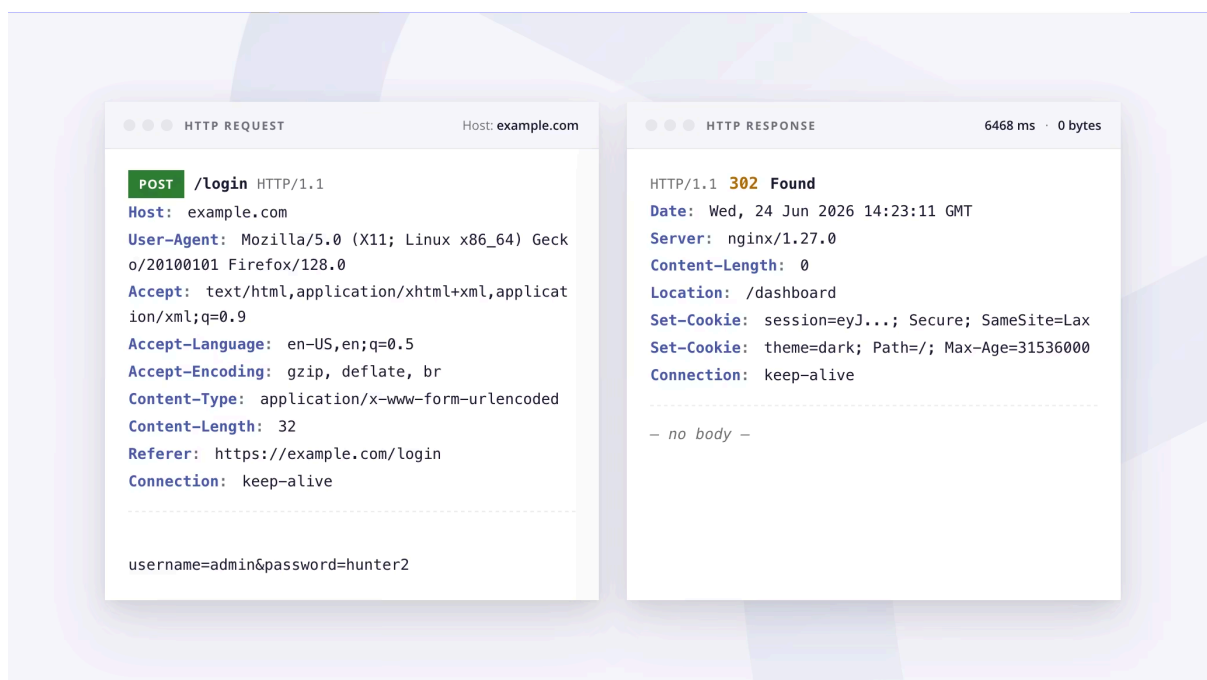 HTTP REQUEST
Host: example.com
POST /login HTTP/1.1
Host: example.com
User-Agent: Mozilla/5.0 (X11; Linux x86_64) Geck
o/20100101 Firefox/128.0
Accept: text/html,application/xhtml+xml,applicat
ion/xml;q=0.9
Accept-Language: en-US,en;q=0.5
Accept-Encoding: gzip, deflate, br
Content-Type: application/x-www-form-urlencoded
Content-Length: 32
Referer: https://example.com/login
Connection: keep-alive
username=admin&password=hunter2
HTTP RESPONSE
6468 ms · 0 bytes
HTTP/1.1 302 Found
Date: Wed, 24 Jun 2026 14:23:11 GMT
Server: nginx/1.27.0
Content-Length: 0
Location: /dashboard
Set-Cookie: session=eyJ...; Secure; SameSite=Lax
Set-Cookie: theme=dark; Path=/; Max-Age=31536000
Connection: keep-alive
— no body —